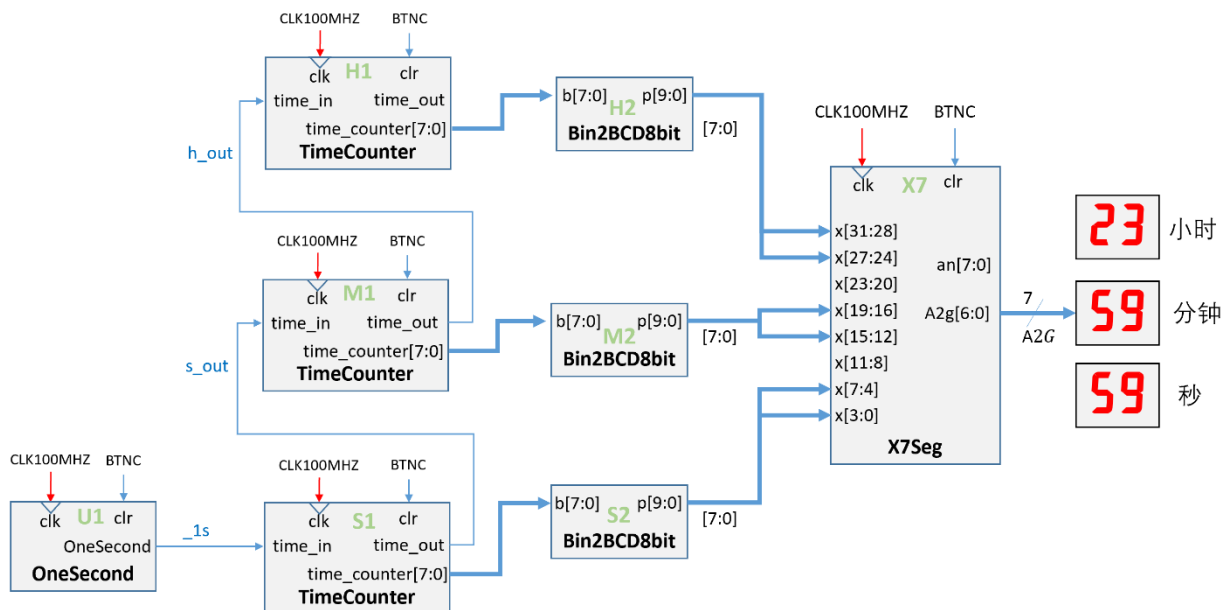 CLK100MHZ BTNC
H1
clk clr
time_in time_out
time_counter[7:0]
TimeCounter
b[7:0] p[9:0]
H2
Bin2BCD8bit
[7:0]
h_out
CLK100MHZ BTNC
M1
clk clr
time_in time_out
time_counter[7:0]
TimeCounter
b[7:0] p[9:0]
M2
Bin2BCD8bit
[7:0]
s_out
CLK100MHZ BTNC
U1
clk clr
OneSecond
OneSecond
_1s
CLK100MHZ BTNC
S1
clk clr
time_in time_out
time_counter[7:0]
TimeCounter
b[7:0] p[9:0]
S2
Bin2BCD8bit
[7:0]
CLK100MHZ BTNC
X7
clk clr
x[31:28]
x[27:24]
x[23:20]
x[19:16]
x[15:12]
x[11:8]
x[7:4]
x[3:0]
an[7:0]
A2g[6:0]
X7Seg
7
A2G
23 小时
59 分钟
59 秒